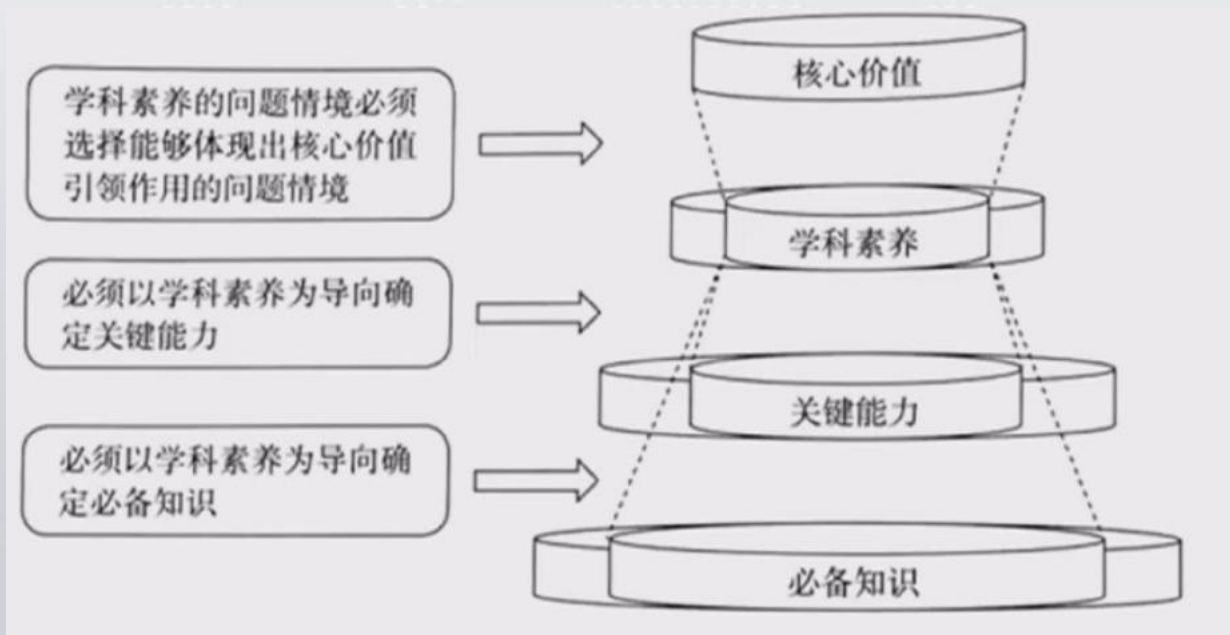 核心价值
学科素养的问题情境必须
选择能够体现出核心价值
引领作用的问题情境
学科素养
必须以学科素养为导向确
定关键能力
关键能力
必须以学科素养为导向确
定必备知识
必备知识